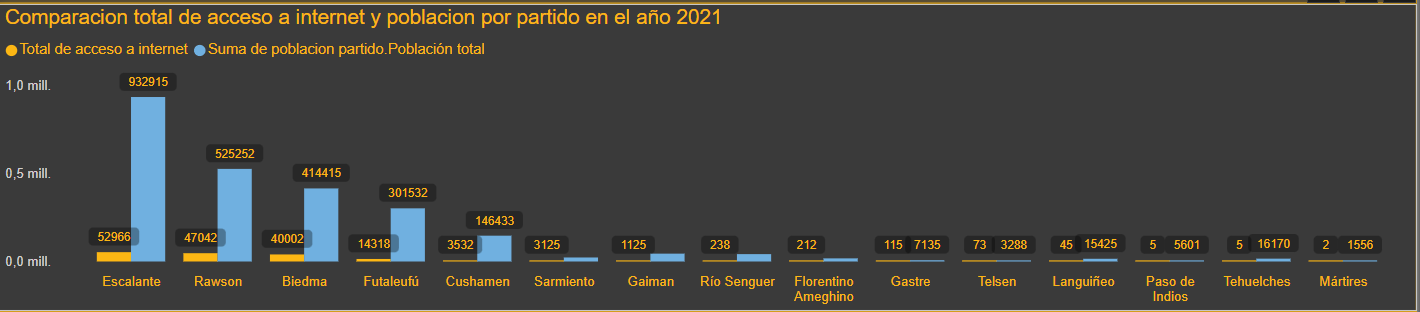 Comparacion total de acceso a internet y poblacion por partido en el año 2021
Total de acceso a internet Suma de poblacion partido.Población total
1,0 mill.
0,5 mill.
0,0 mill.
932915
525252
414415
301532
146433
52966
47042
40002
14318
3532
3125
1125
238
212
115 7135
73 3288
45 15425
5 5601
5 16170
2 1556
Escalante
Rawson
Biedma
Futaleufú
Cushamen
Sarmiento
Gaiman
Río Senguer
Florentino
Ameghino
Gastre
Telsen
Languiñeo
Paso de
Indios
Tehuelches
Mártires